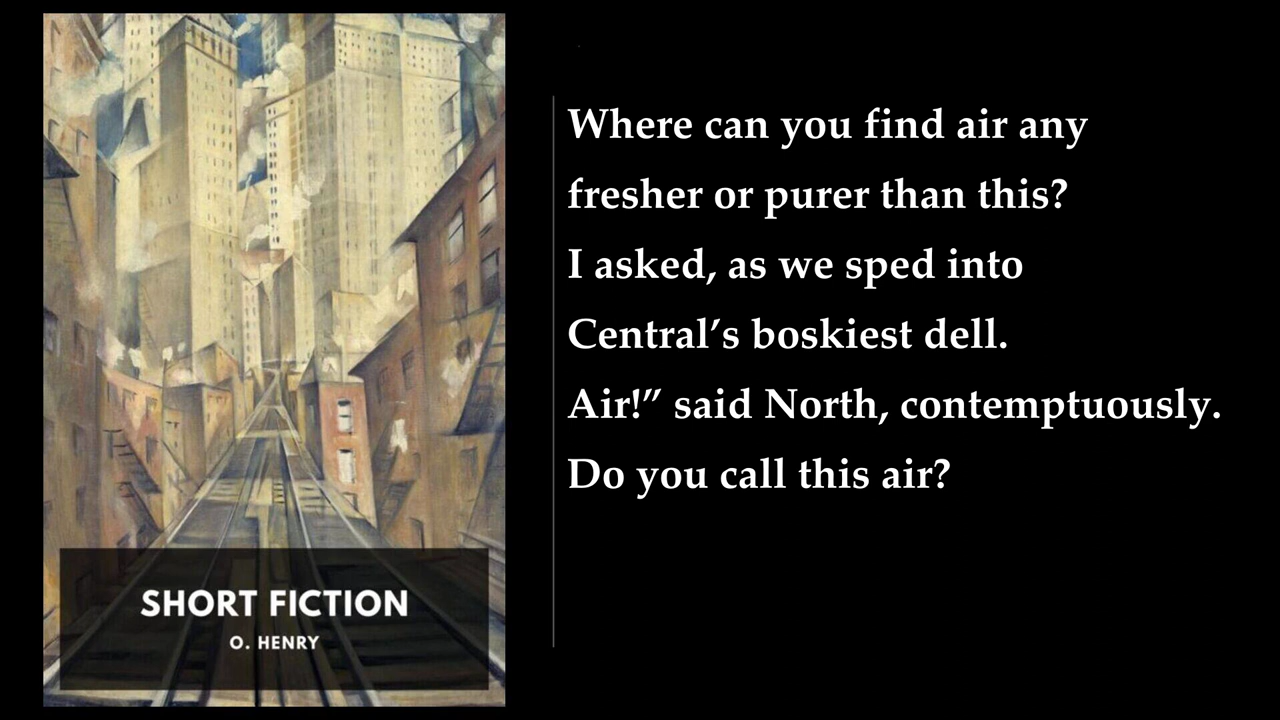 SHORT FICTION
O. HENRY
Where can you find air any
fresher or purer than this?
I asked, as we sped into
Central’s boskiest dell.
Air!” said North, contemptuously.
Do you call this air?